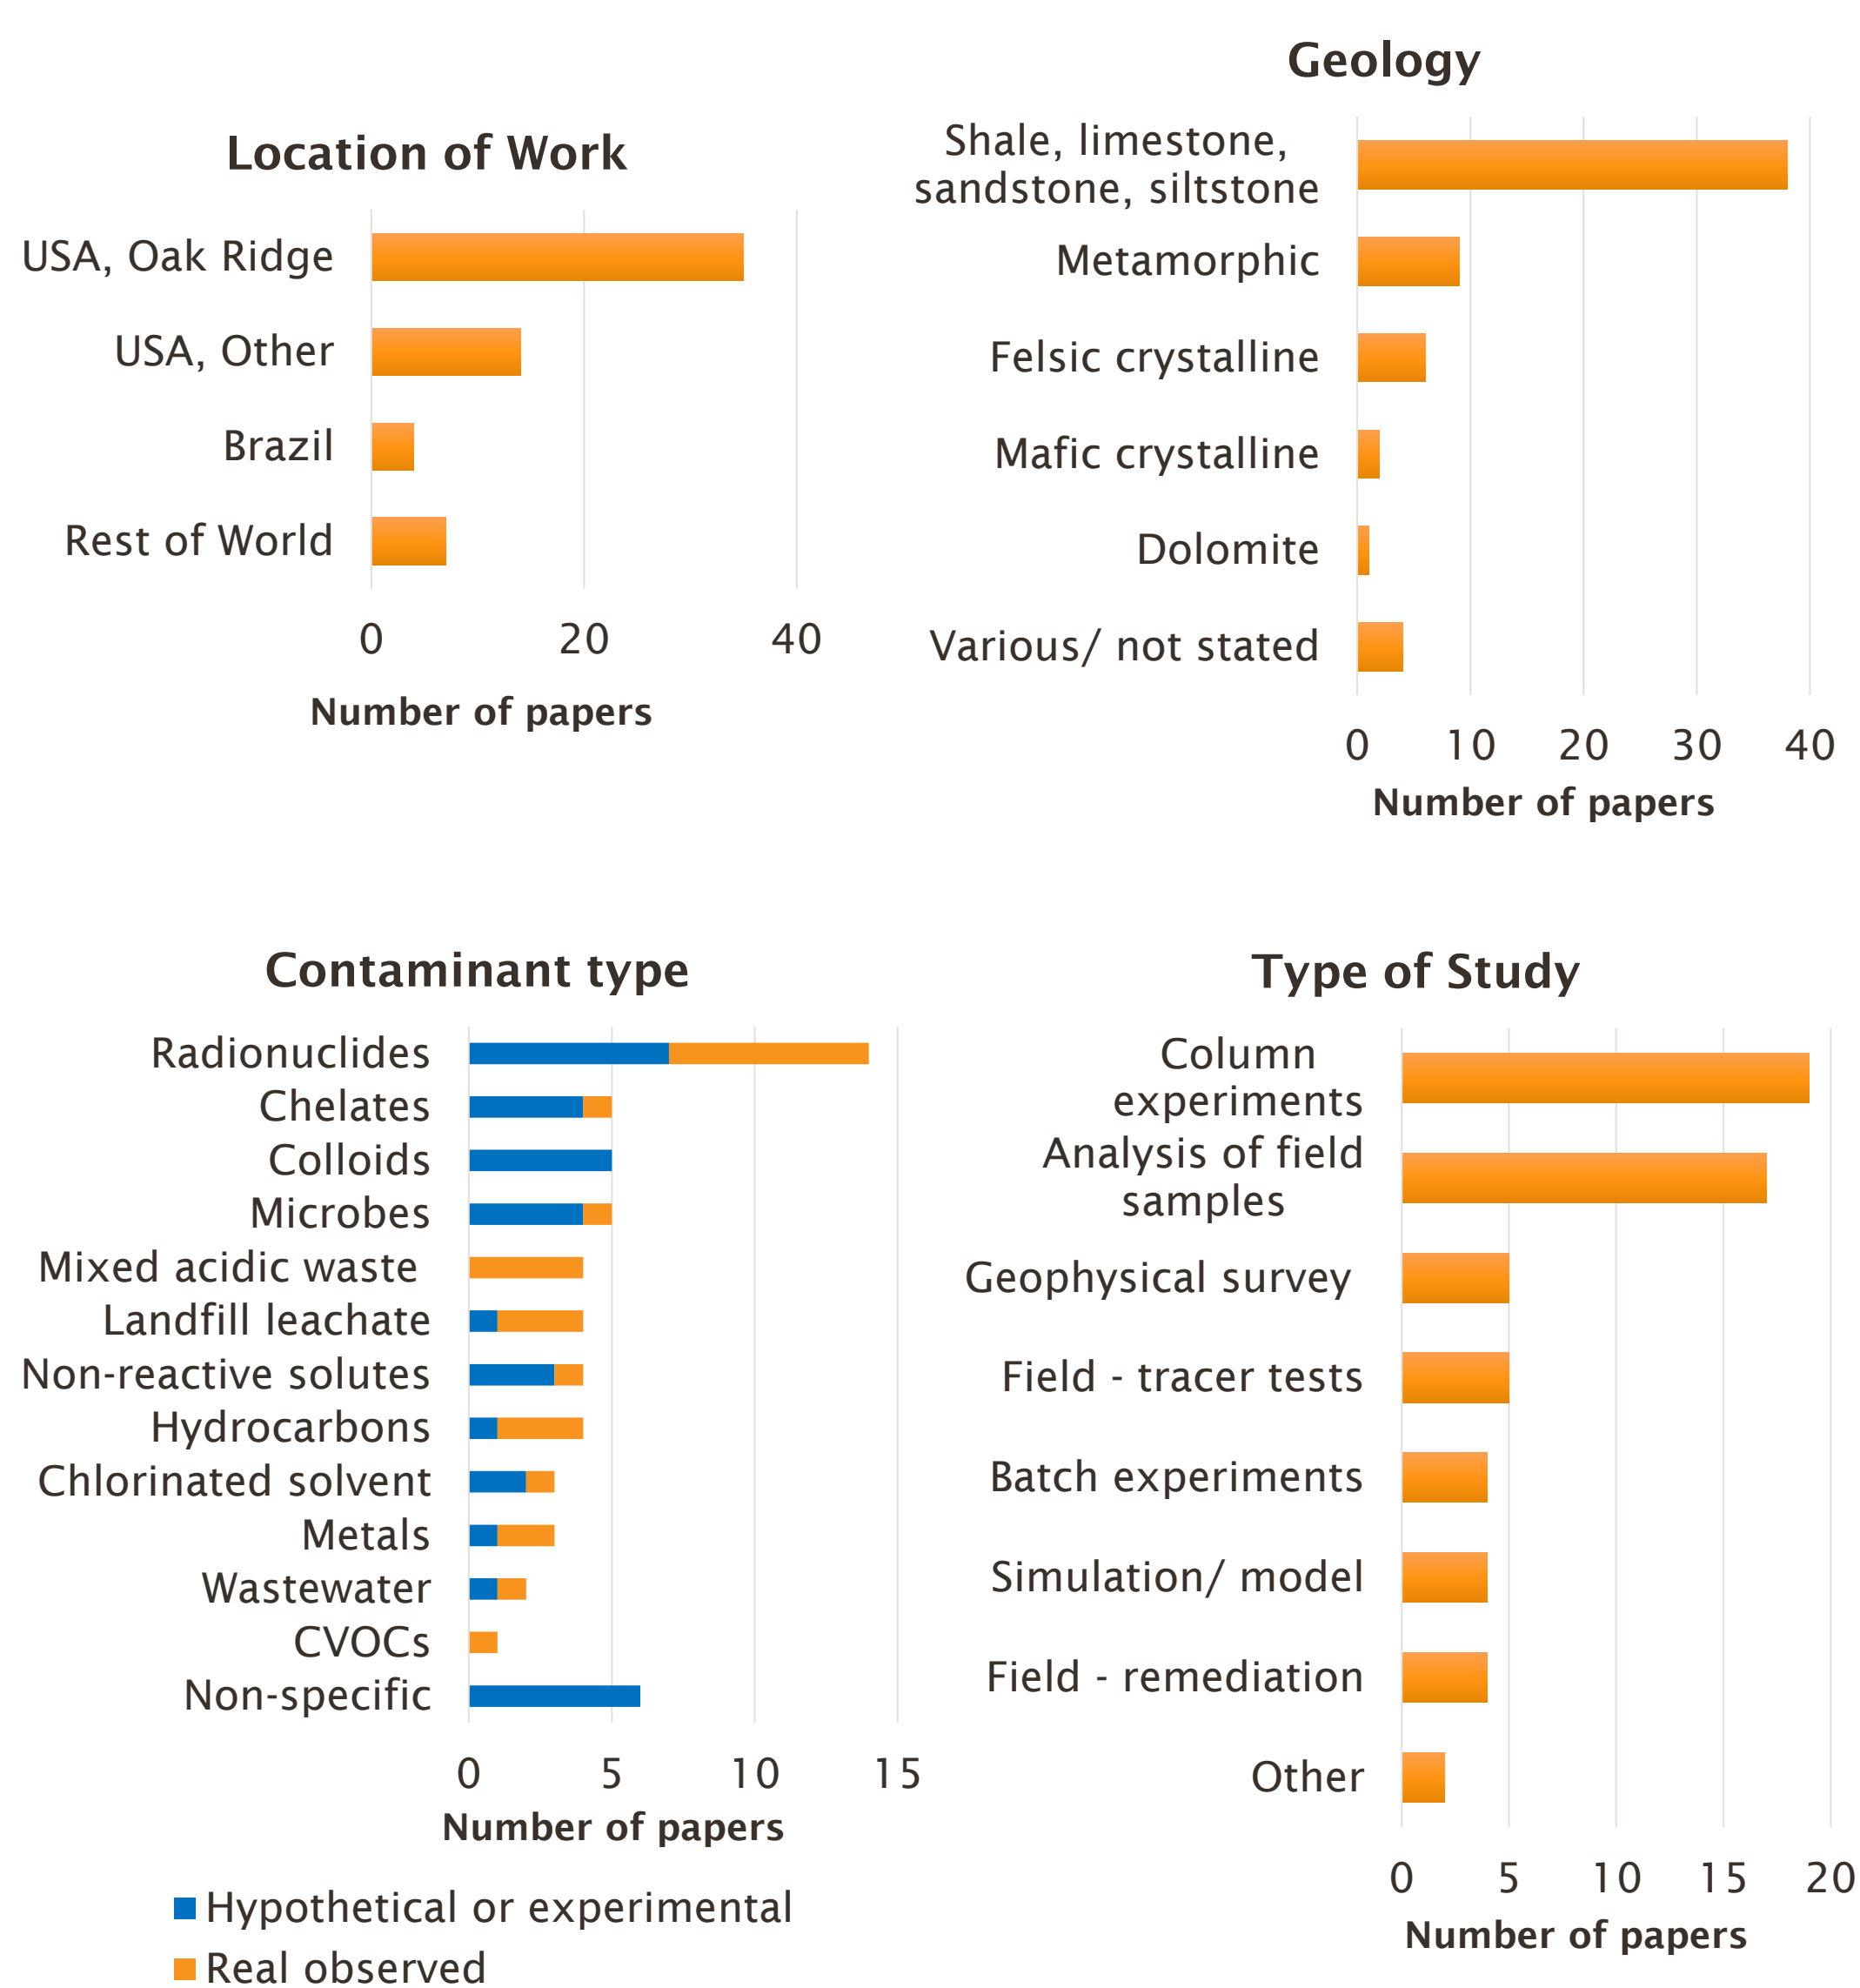 Location of Work
USA, Oak Ridge
USA, Other
Brazil
Rest of World
0 20 40
Number of papers
Geology
Shale, limestone,
sandstone, siltstone
Metamorphic
Felsic crystalline
Mafic crystalline
Dolomite
Various/ not stated
0 10 20 30 40
Number of papers
Contaminant type
Radionuclides
Chelates
Colloids
Microbes
Mixed acidic waste
Landfill leachate
Non-reactive solutes
Hydrocarbons
Chlorinated solvent
Metals
Wastewater
CVOCs
Non-specific
0 5 10 15
Number of papers
Hypothetical or experimental
Real observed
Type of Study
Column
experiments
Analysis of field
samples
Geophysical survey
Field - tracer tests
Batch experiments
Simulation/ model
Field - remediation
Other
0 5 10 15 20
Number of papers